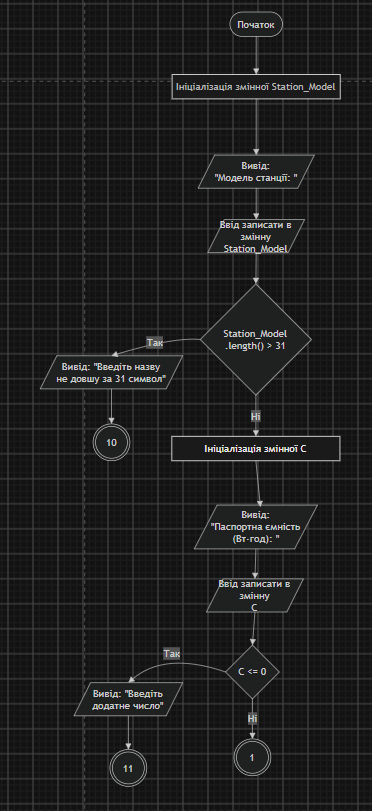 Початок
Ініціалізація змінної Station_Model
Вивід:
"Модель станції: "
Ввід записати в
змінну
Station_Model
Station_Model
.length() > 31
Так
Вивід: "Введіть назву
не довшу за 31 символ"
10
Ні
Ініціалізація змінної C
Вивід:
"Паспортна ємність
(Вт-год): "
Ввід записати в
змінну
C
C <= 0
Так
Вивід: "Введіть
додатне число"
11
Ні
1